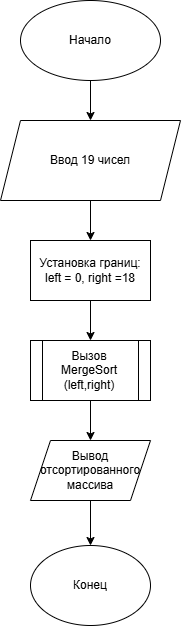 Начало
Ввод 19 чисел
Установка границ:
left = 0, right =18
Вызов
MergeSort
(left,right)
Вывод
отсортированного
массива
Конец